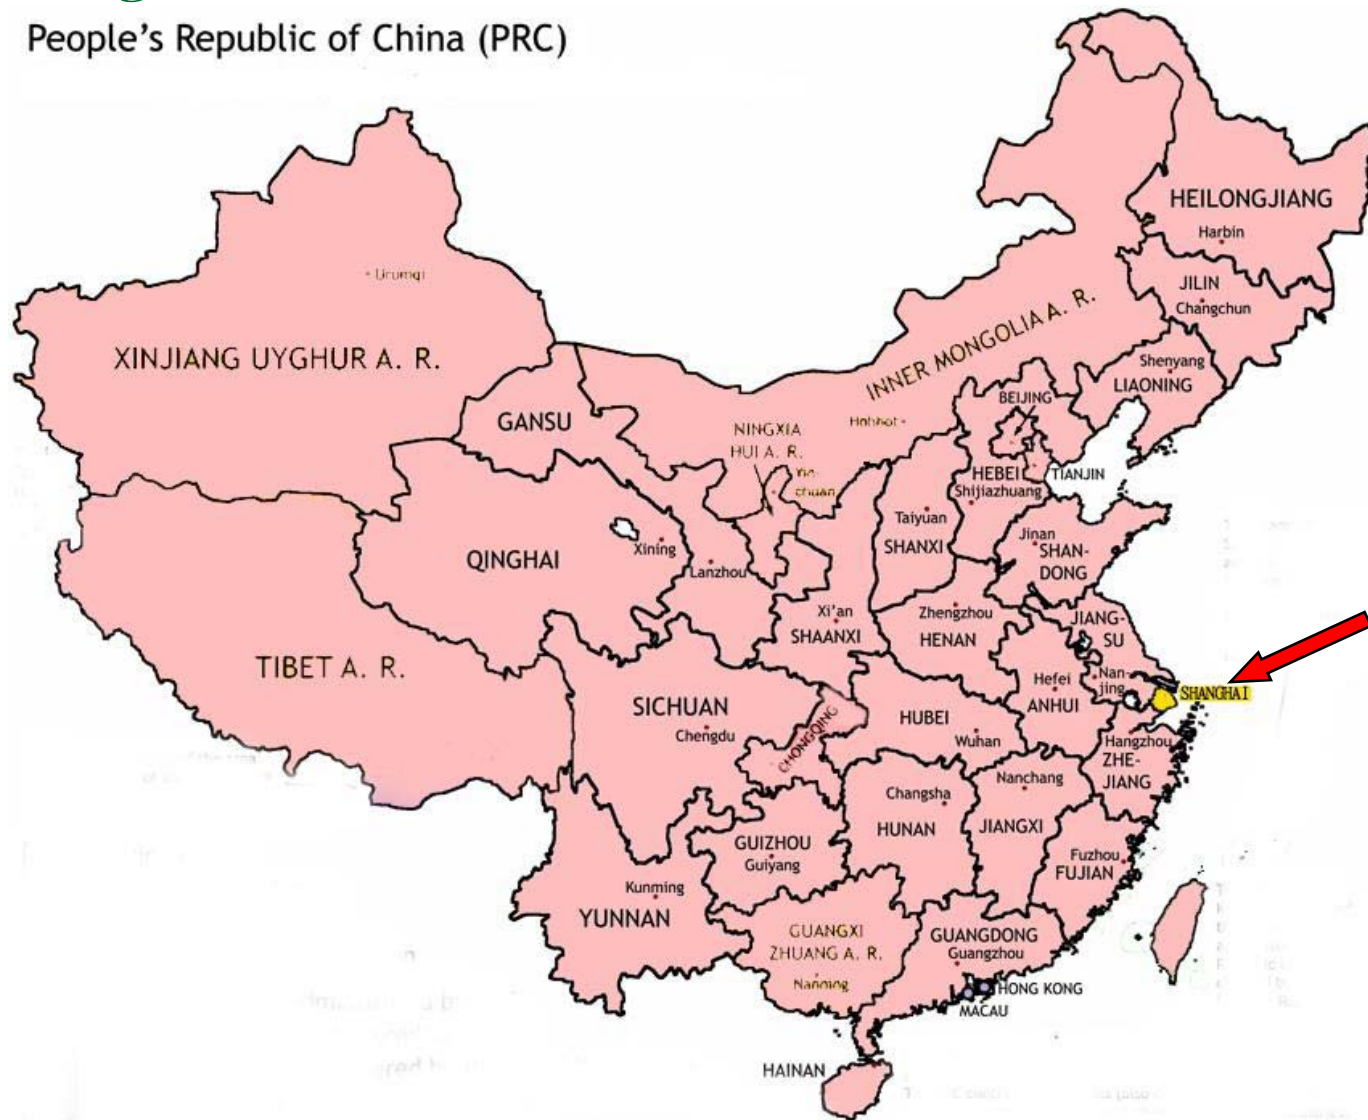 People's Republic of China (PRC)
HEILONGJIANG
Harbin
JILIN
Changchun
Urumqi
INNER MONGOLIA A. R.
XINJIANG UYGHUR A. R.
Shenyang
LIAONING
BEIJING
GANSU
NINGXIA
HUI A. R.
Hohhot
Yin-
chuan
HEBEI
TIANJIN
Shijiazhuang
Taiyuan
SHANXI
Jinan
SHAN-
DONG
QINGHAI
Xining
Lanzhou
Xi'an
SHAANXI
Zhengzhou
HENAN
JIANG-
SU
TIBET A. R.
Nan-
jing
Hefei
ANHUI
SHANGHAI
SICHUAN
Chengdu
CHONGQING
HUBEI
Wuhan
Hangzhou
ZHE-
JIANG
Nanchang
JIANGXI
Changsha
HUNAN
GUIZHOU
Guiyang
Fuzhou
FUJIAN
Kunming
YUNNAN
GUANGXI
ZHUANG A. R.
Nanning
GUANGDONG
Guangzhou
HONG KONG
MACAU
HAINAN